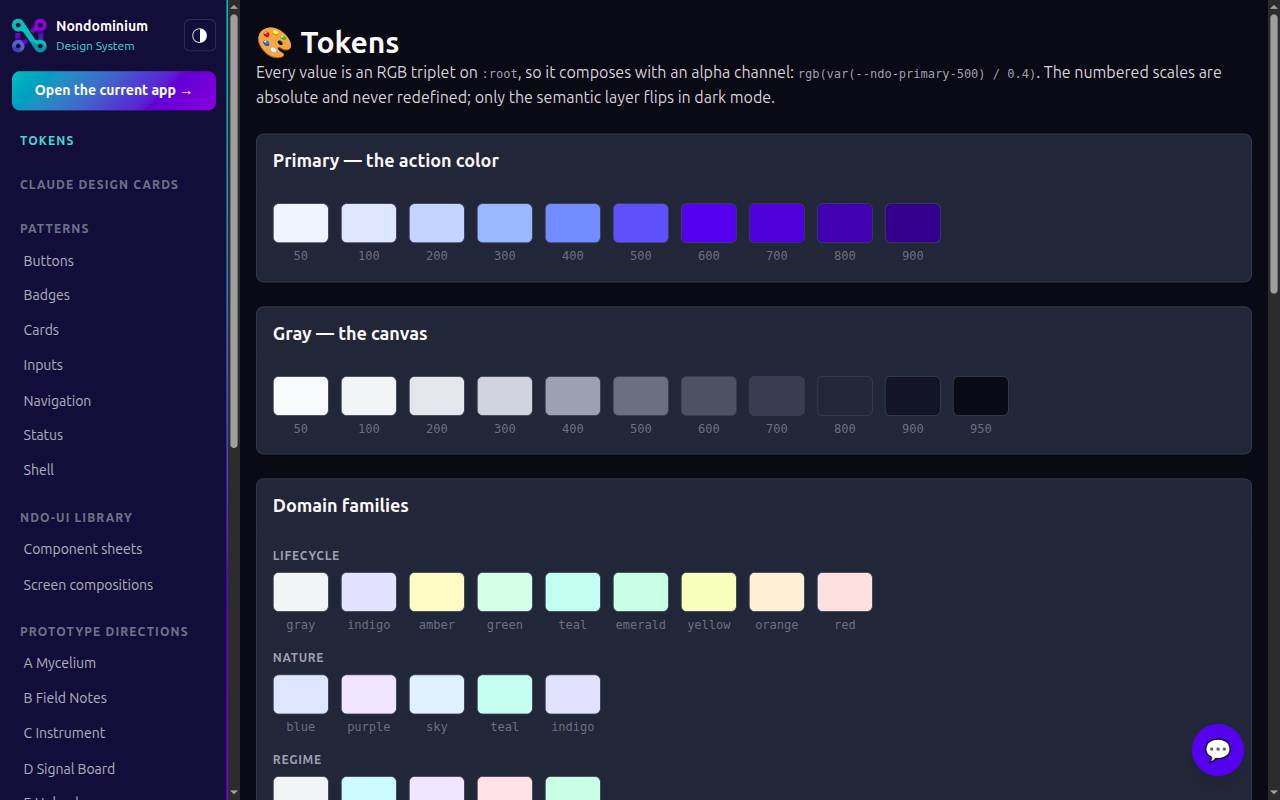 Nondominium
Design System
Open the current app →
TOKENS
CLAUDE DESIGN CARDS
PATTERNS
Buttons
Badges
Cards
Inputs
Navigation
Status
Shell
NDO-UI LIBRARY
Component sheets
Screen compositions
PROTOTYPE DIRECTIONS
A Mycelium
B Field Notes
C Instrument
D Signal Board
🎨 Tokens
Every value is an RGB triplet on :root, so it composes with an alpha channel: rgb(var(--ndo-primary-500) / 0.4). The numbered scales are
absolute and never redefined; only the semantic layer flips in dark mode.
Primary — the action color
50 100 200 300 400 500 600 700 800 900
Gray — the canvas
50 100 200 300 400 500 600 700 800 900 950
Domain families
LIFECYCLE
gray indigo amber green teal emerald yellow orange red
NATURE
blue purple sky teal indigo
REGIME